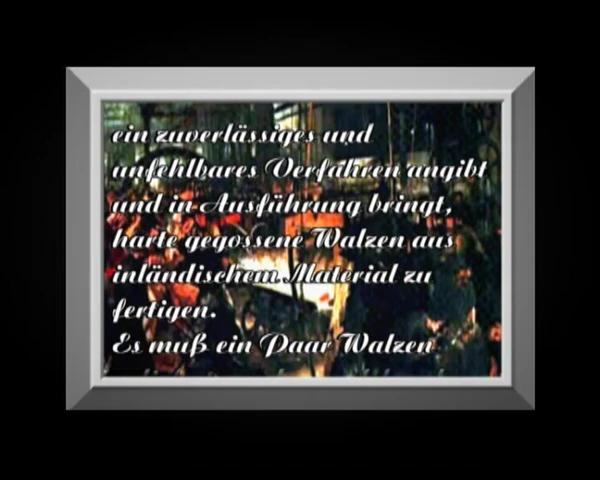 ein zuverlässiges und
unfehlbares Verfahren angibt
und in Ausführung bringt,
harte gegossene Walzen aus
inländischem Material zu
fertigen.
Es muß ein Paar Walzen